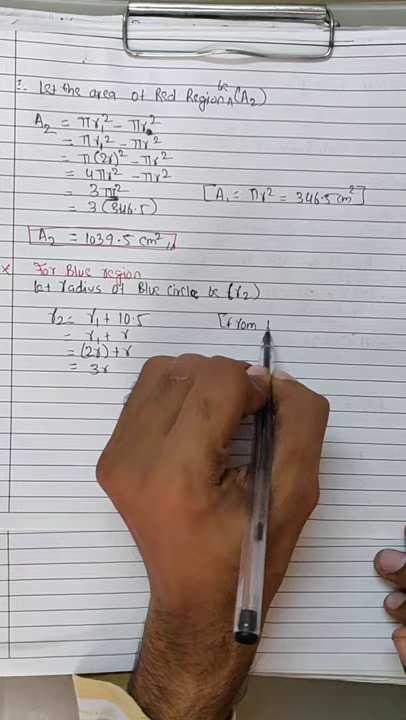 ∴ Let the area of Red Region be (A₂)
A₂ = πr₁² - πr²
= πr₁² - πr²
= π(2r)² - πr²
= 4πr² - πr²
= 3πr² [A₁ = πr² = 346.5 cm²]
= 3(346.5)
A₂ = 1039.5 cm²,,
x For Blue region
let radius of Blue Circle be (r₂)
r₂ = r₁ + 10.5 [from
= r₁ + r
= (2r) + r
= 3r